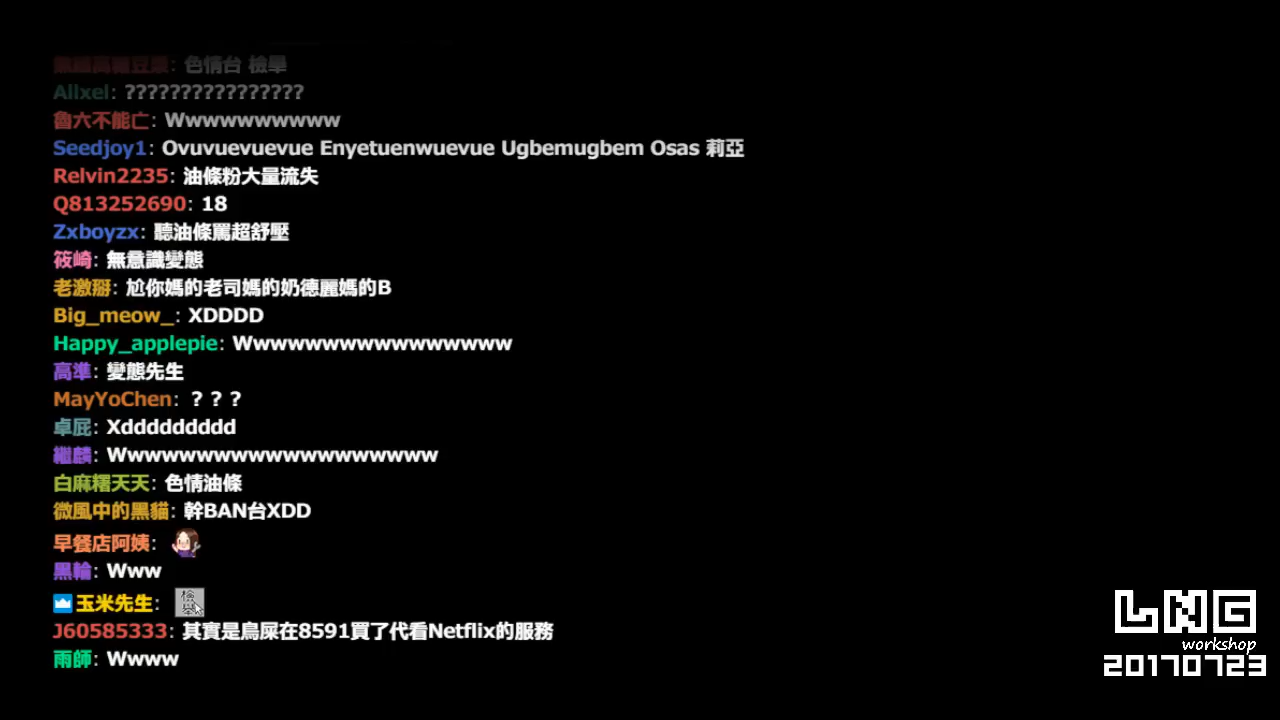 色情台 檢舉
Allxel: ????????????????
魯六不能亡: Wwwwwwwwwww
Seedjoy1: Ovuvuevuevue Enyetuenwuevue Ugbemugbem Osas 莉亞
Relvin2235: 油條粉大量流失
Q813252690: 18
Zxboyzx: 聽油條罵超舒壓
筱崎: 無意識變態
老激掰: 尬你媽的老司媽的奶德麗媽的B
Big_meow_: XDDDD
Happy_applepie: Wwwwwwwwwwwwwwwww
高準: 變態先生
MayYoChen: ？？？
卓屁: Xddddddddd
繼麟: Wwwwwwwwwwwwwwwwwwww
白麻糬天天: 色情油條
微風中的黑貓: 幹BAN台XDD
早餐店阿姨:
黑輪: Www
玉米先生: 檢舉
J60585333: 其實是鳥屎在8591買了代看Netflix的服務
雨師: Wwww
LNG
workshop
20170723